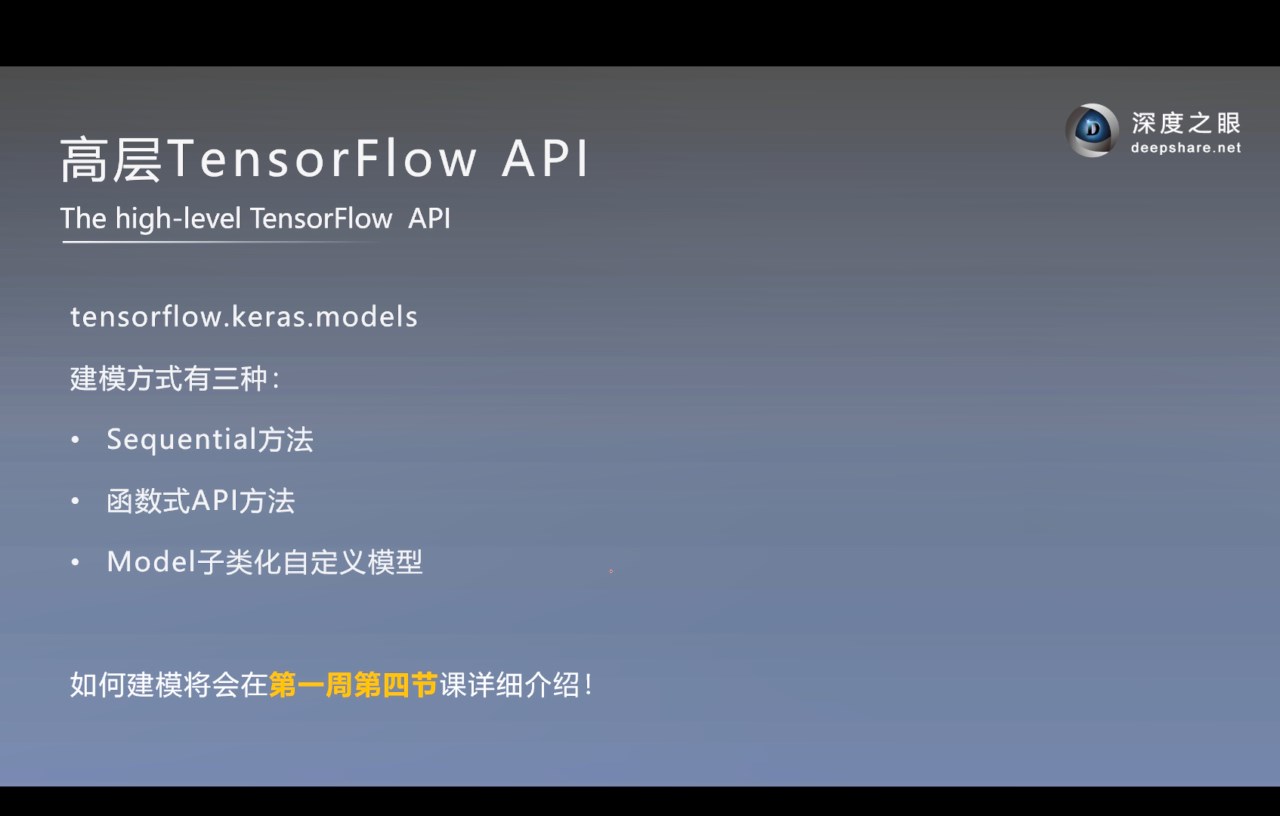 深度之眼
deepshare.net
高层TensorFlow API
The high-level TensorFlow API
tensorflow.keras.models
建模方式有三种：
• Sequential方法
• 函数式API方法
• Model子类化自定义模型
如何建模将会在第一周第四节课详细介绍！